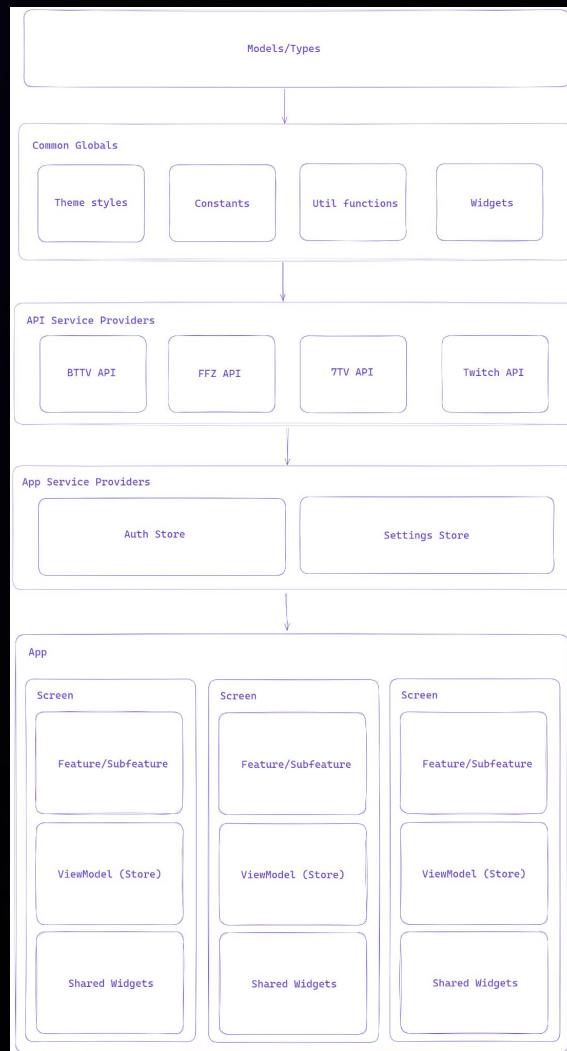 Models/Types
Common Globals
Theme styles
Constants
Util functions
Widgets
API Service Providers
BTTV API
FFZ API
7TV API
Twitch API
App Service Providers
Auth Store
Settings Store
App
Screen
Screen
Screen
Feature/Subfeature
Feature/Subfeature
Feature/Subfeature
ViewModel (Store)
ViewModel (Store)
ViewModel (Store)
Shared Widgets
Shared Widgets
Shared Widgets